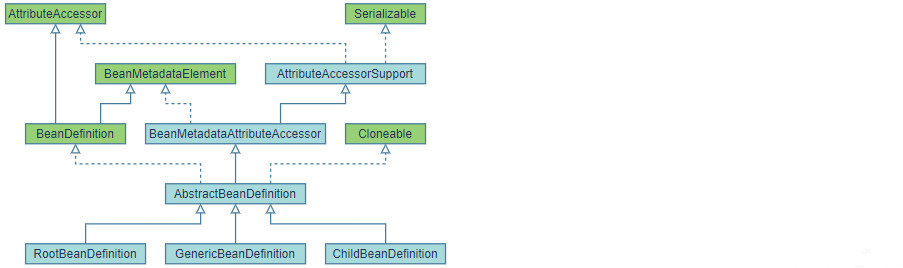 AttributeAccessor
Serializable
BeanMetadataElement
AttributeAccessorSupport
BeanDefinition
BeanMetadataAttributeAccessor
Cloneable
AbstractBeanDefinition
RootBeanDefinition
GenericBeanDefinition
ChildBeanDefinition